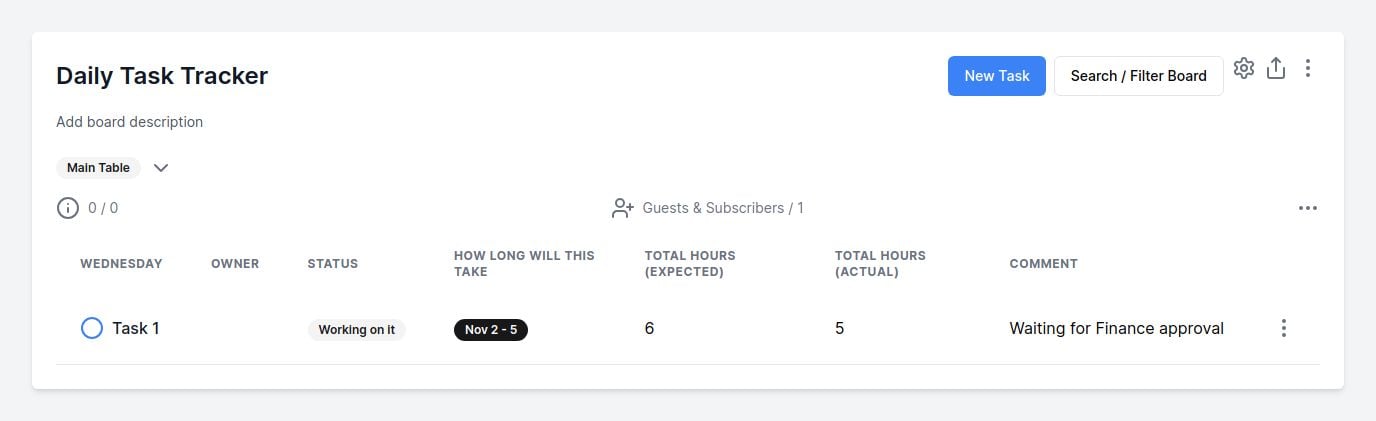 Daily Task Tracker
New Task
Search / Filter Board
Add board description
Main Table
0 / 0
Guests & Subscribers / 1
WEDNESDAY
OWNER
STATUS
HOW LONG WILL THIS
TAKE
TOTAL HOURS
(EXPECTED)
TOTAL HOURS
(ACTUAL)
COMMENT
Task 1
Working on it
Nov 2 - 5
6
5
Waiting for Finance approval